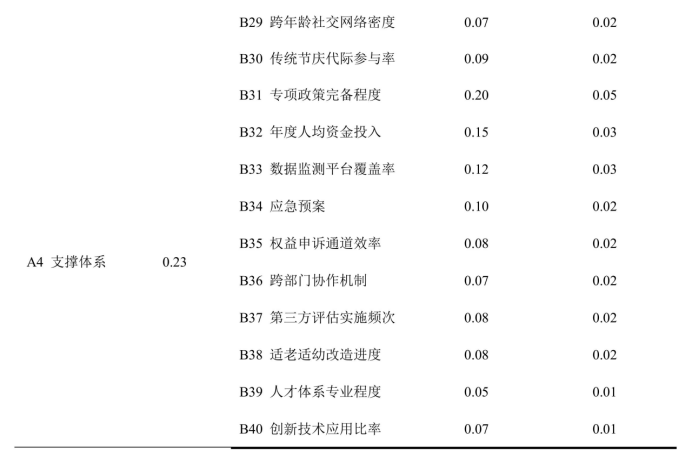 B29 跨年龄社交网络密度 0.07 0.02
B30 传统节庆代际参与率 0.09 0.02
B31 专项政策完备程度 0.20 0.05
B32 年度人均资金投入 0.15 0.03
B33 数据监测平台覆盖率 0.12 0.03
B34 应急预案 0.10 0.02
B35 权益申诉通道效率 0.08 0.02
A4 支撑体系 0.23
B36 跨部门协作机制 0.07 0.02
B37 第三方评估实施频次 0.08 0.02
B38 适老适幼改造进度 0.08 0.02
B39 人才体系专业程度 0.05 0.01
B40 创新技术应用比率 0.07 0.01